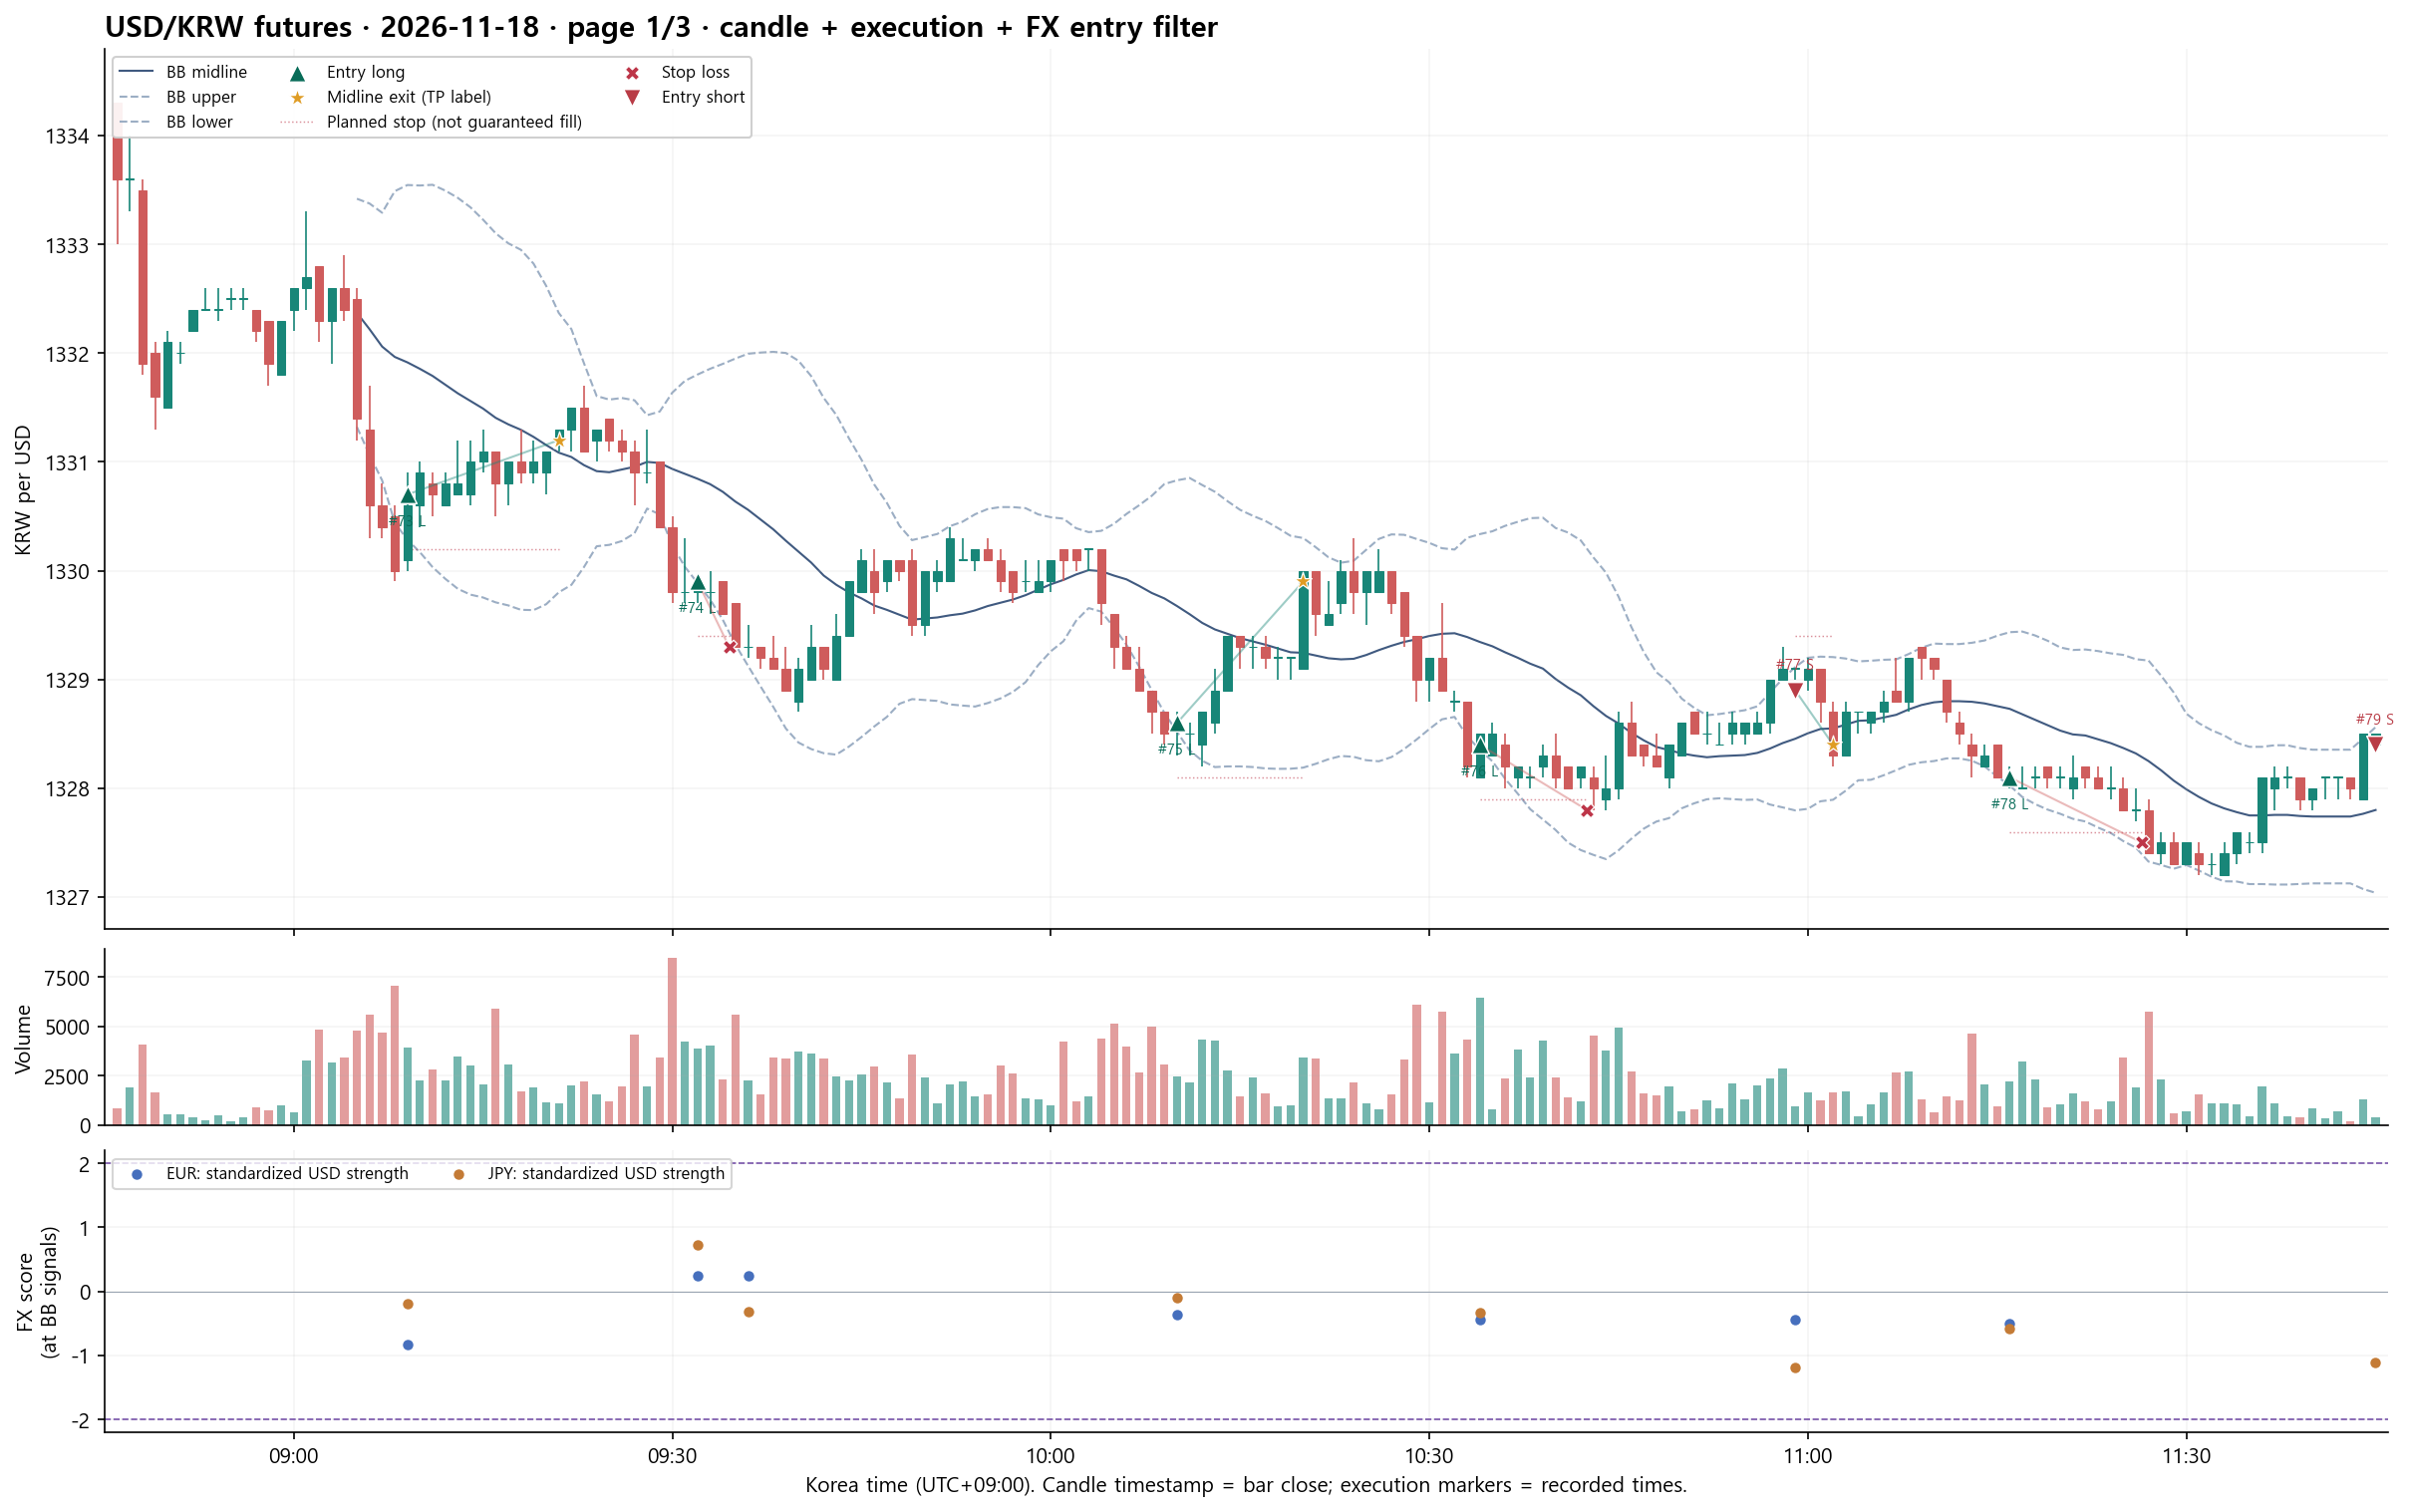 USD/KRW futures · 2026-11-18 · page 1/3 · candle + execution + FX entry filter
BB midline
BB upper
BB lower
Entry long
Midline exit (TP label)
Planned stop (not guaranteed fill)
Stop loss
Entry short
KRW per USD
1334
1333
1332
1331
1330
1329
1328
1327
#73 L
#74 L
#75 L
#76 L
#77 S
#78 L
#79 S
Volume
7500
5000
2500
0
EUR: standardized USD strength
JPY: standardized USD strength
FX score
(at BB signals)
2
1
0
-1
-2
09:00
09:30
10:00
10:30
11:00
11:30
Korea time (UTC+09:00). Candle timestamp = bar close; execution markers = recorded times.